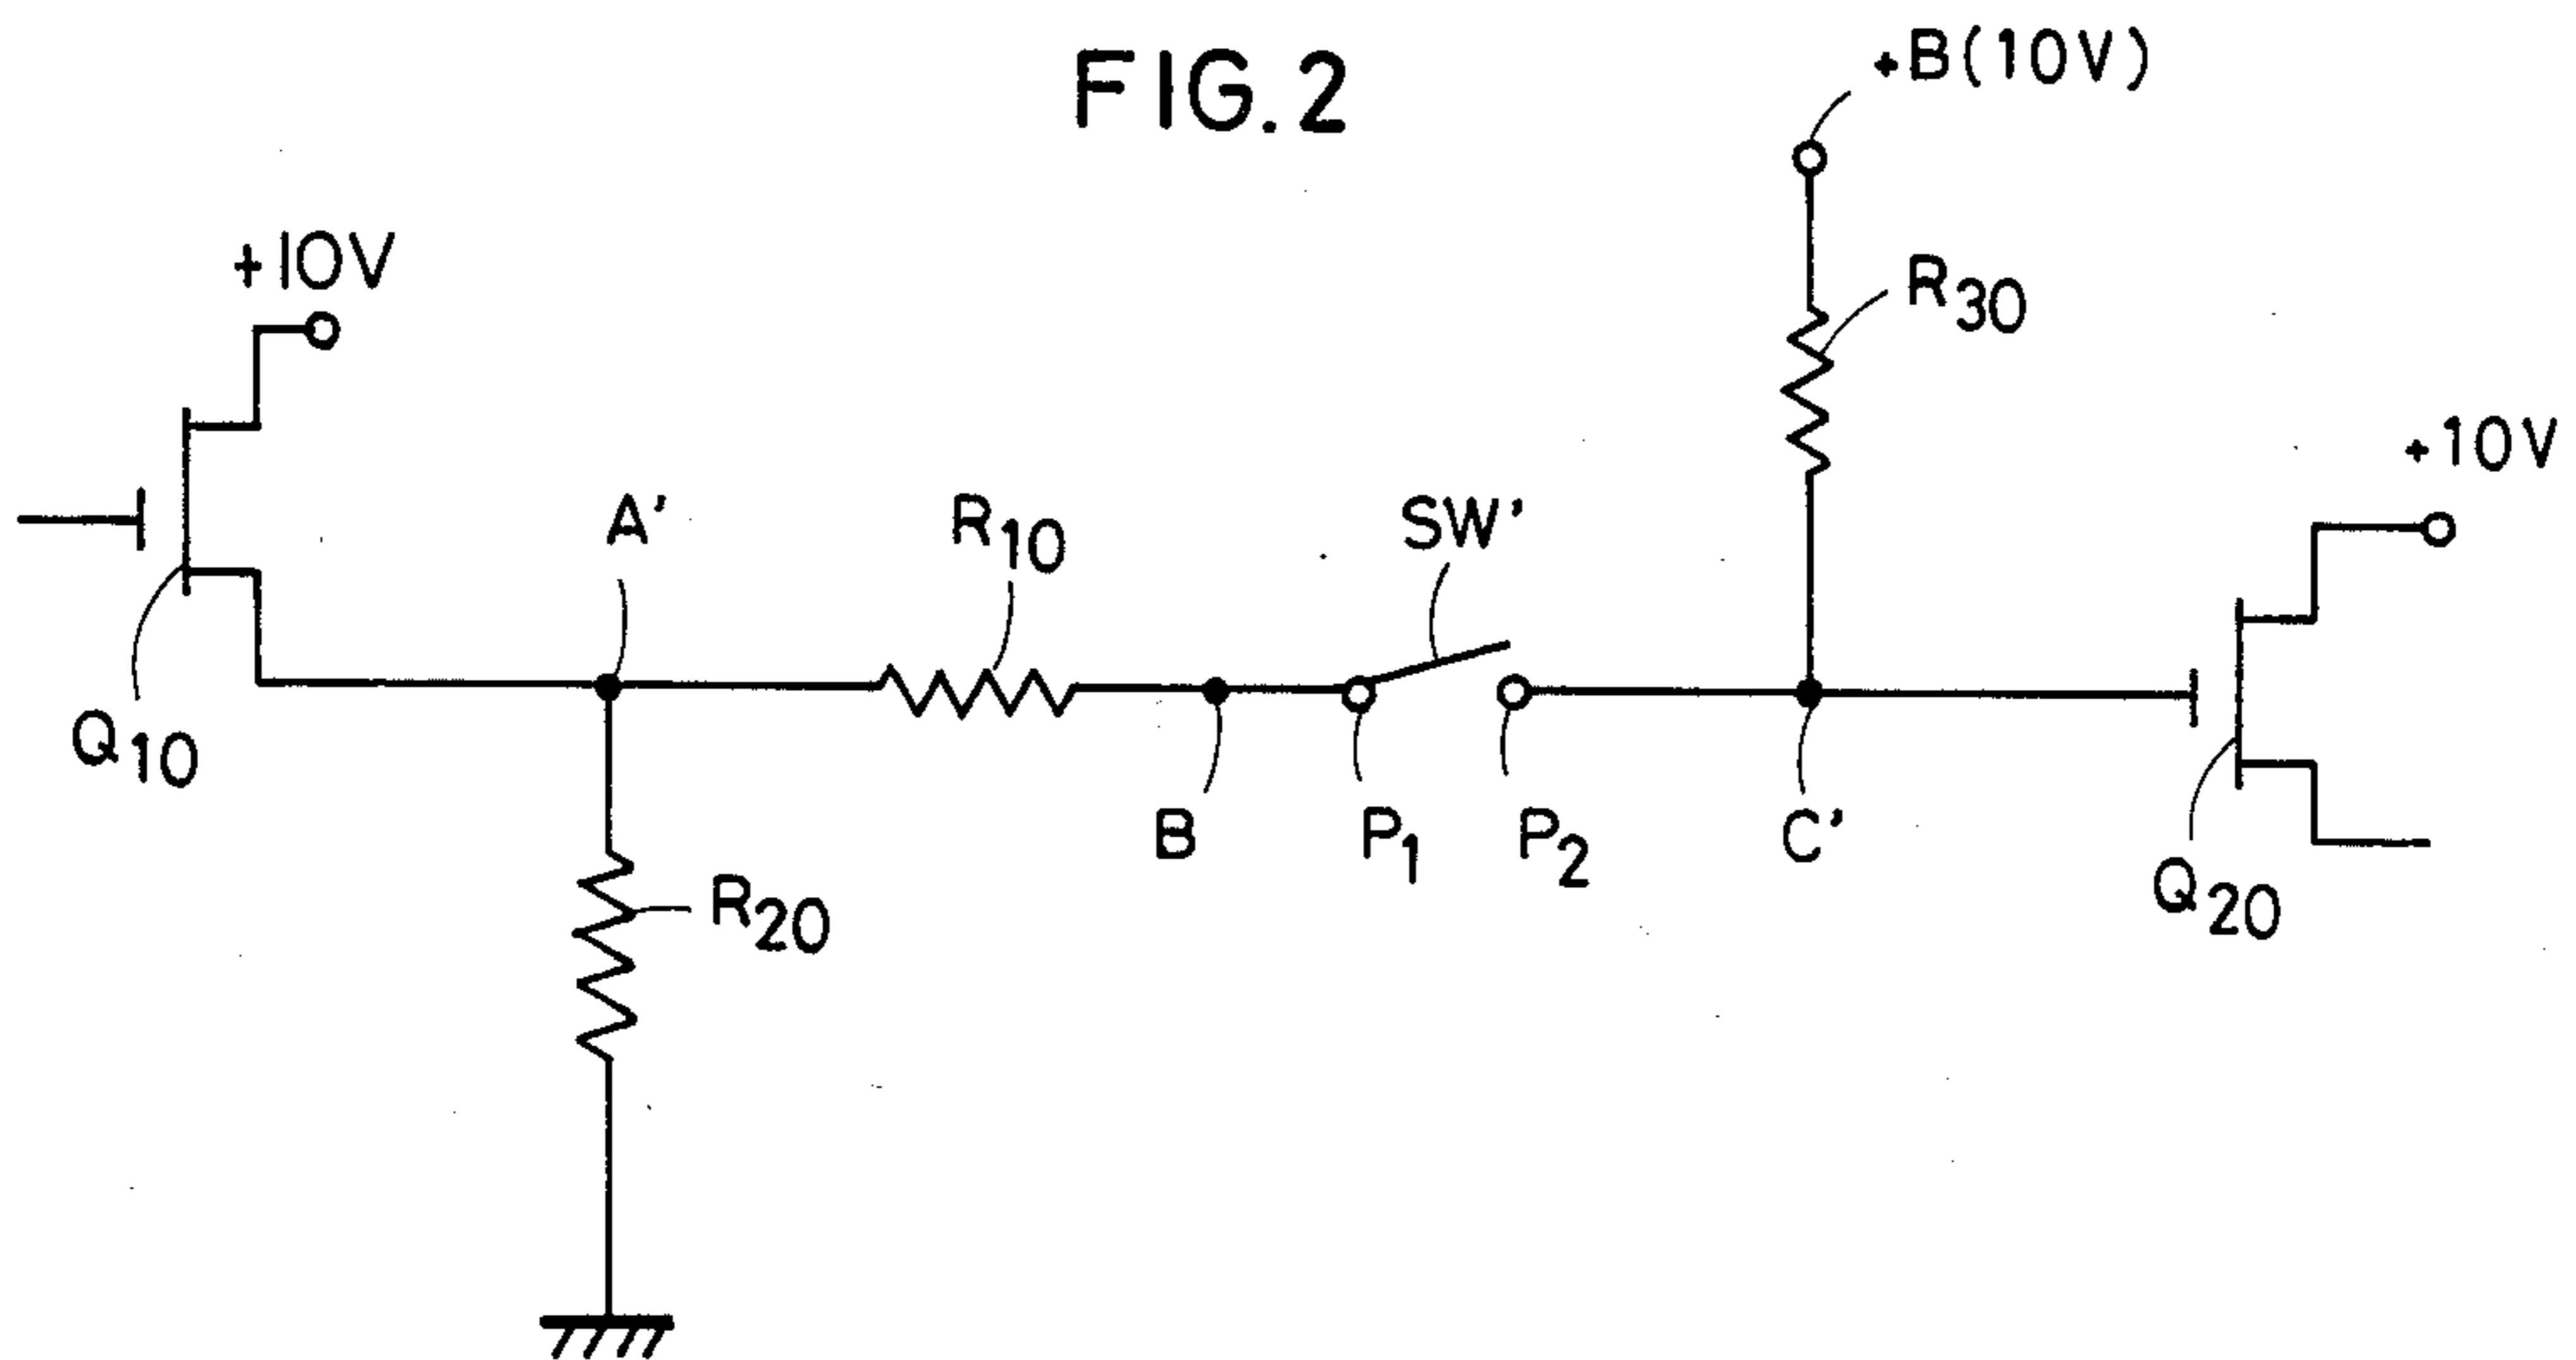 FIG.2
+B(10V)
+10V
R30
+10V
A'
R10
SW'
Q10
B
P1
P2
C'
R20
Q20